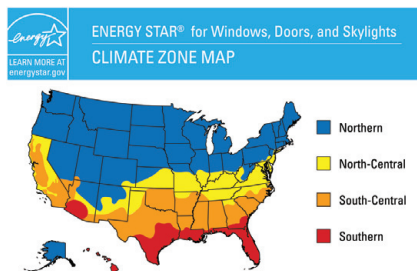 energy
LEARN MORE AT
energystar.gov
ENERGY STAR® for Windows, Doors, and Skylights
CLIMATE ZONE MAP
Northern
North-Central
South-Central
Southern